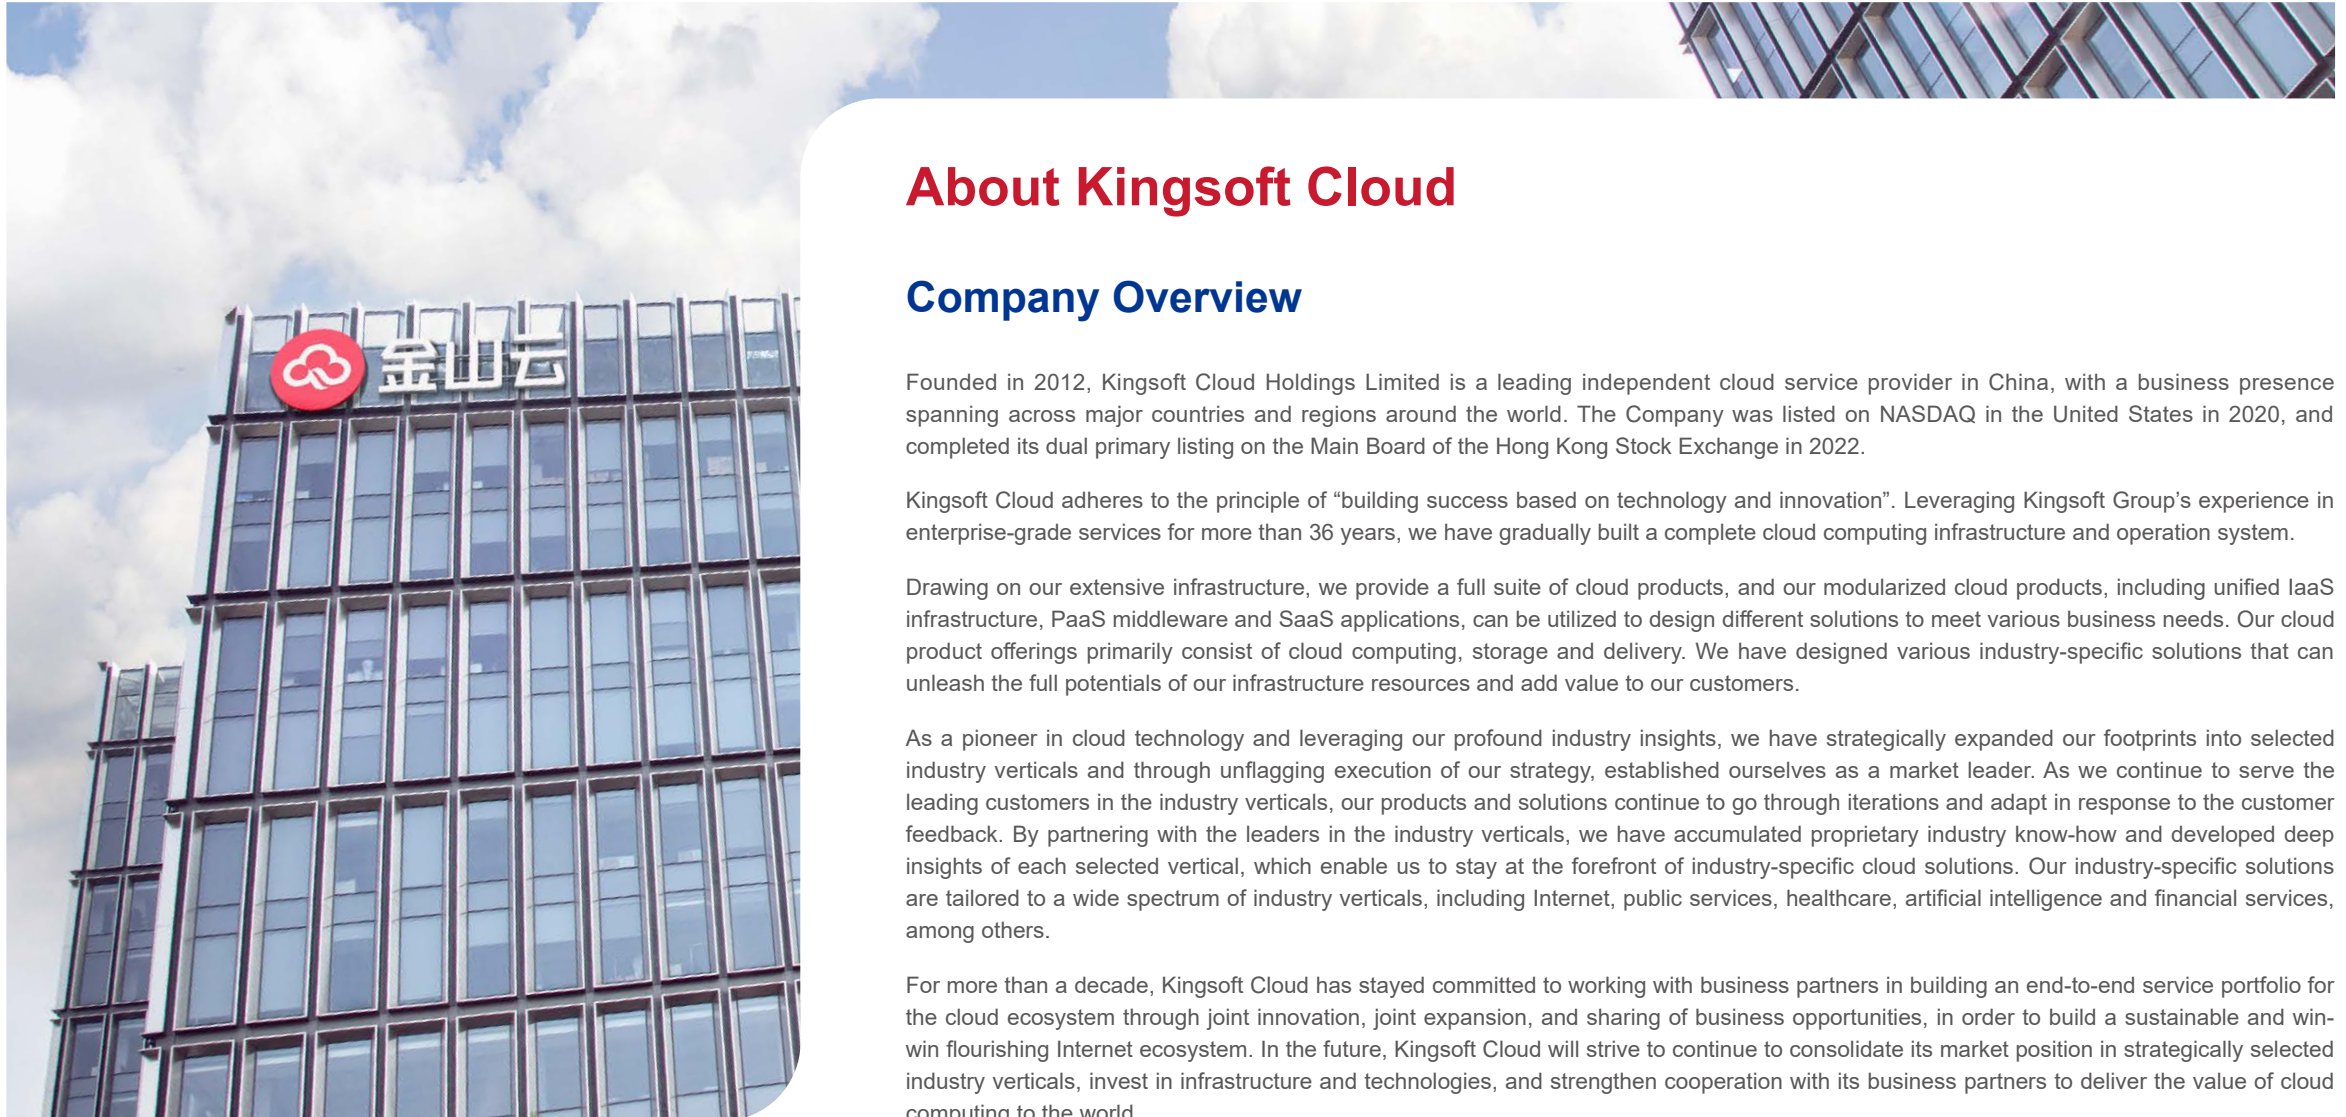 金山云
About Kingsoft Cloud
Company Overview
Founded in 2012, Kingsoft Cloud Holdings Limited is a leading independent cloud service provider in China, with a business presence
spanning across major countries and regions around the world. The Company was listed on NASDAQ in the United States in 2020, and
completed its dual primary listing on the Main Board of the Hong Kong Stock Exchange in 2022.
Kingsoft Cloud adheres to the principle of “building success based on technology and innovation”. Leveraging Kingsoft Group’s experience in
enterprise-grade services for more than 36 years, we have gradually built a complete cloud computing infrastructure and operation system.
Drawing on our extensive infrastructure, we provide a full suite of cloud products, and our modularized cloud products, including unified IaaS
infrastructure, PaaS middleware and SaaS applications, can be utilized to design different solutions to meet various business needs. Our cloud
product offerings primarily consist of cloud computing, storage and delivery. We have designed various industry-specific solutions that can
unleash the full potentials of our infrastructure resources and add value to our customers.
As a pioneer in cloud technology and leveraging our profound industry insights, we have strategically expanded our footprints into selected
industry verticals and through unflagging execution of our strategy, established ourselves as a market leader. As we continue to serve the
leading customers in the industry verticals, our products and solutions continue to go through iterations and adapt in response to the customer
feedback. By partnering with the leaders in the industry verticals, we have accumulated proprietary industry know-how and developed deep
insights of each selected vertical, which enable us to stay at the forefront of industry-specific cloud solutions. Our industry-specific solutions
are tailored to a wide spectrum of industry verticals, including Internet, public services, healthcare, artificial intelligence and financial services,
among others.
For more than a decade, Kingsoft Cloud has stayed committed to working with business partners in building an end-to-end service portfolio for
the cloud ecosystem through joint innovation, joint expansion, and sharing of business opportunities, in order to build a sustainable and win-
win flourishing Internet ecosystem. In the future, Kingsoft Cloud will strive to continue to consolidate its market position in strategically selected
industry verticals, invest in infrastructure and technologies, and strengthen cooperation with its business partners to deliver the value of cloud
computing to the world.